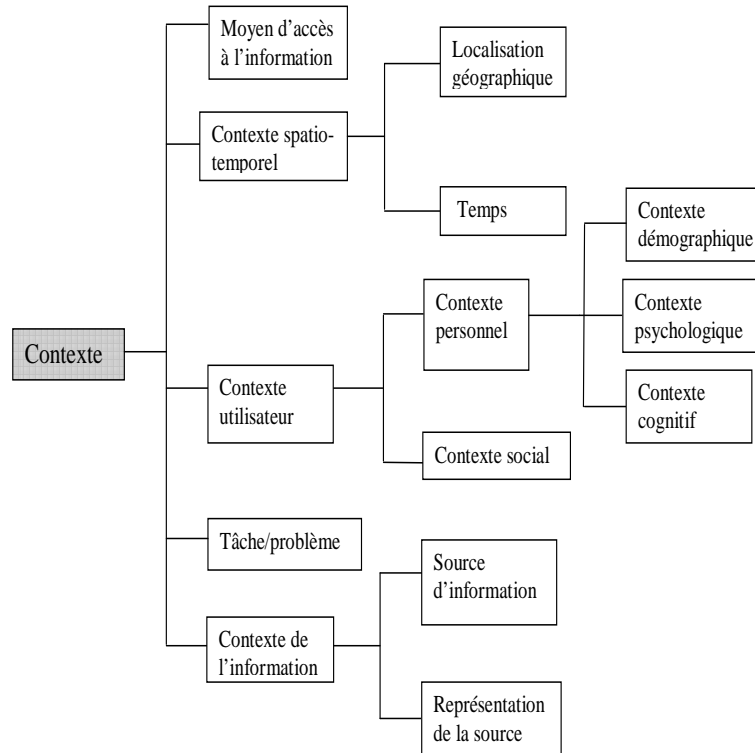 Moyen d’accès
à l’information
Localisation
géographique
Contexte spatio-
temporel
Temps
Contexte
démographique
Contexte
personnel
Contexte
psychologique
Contexte
Contexte
utilisateur
Contexte
cognitif
Contexte social
Tâche/problème
Source
d’information
Contexte de
l’information
Représentation
de la source